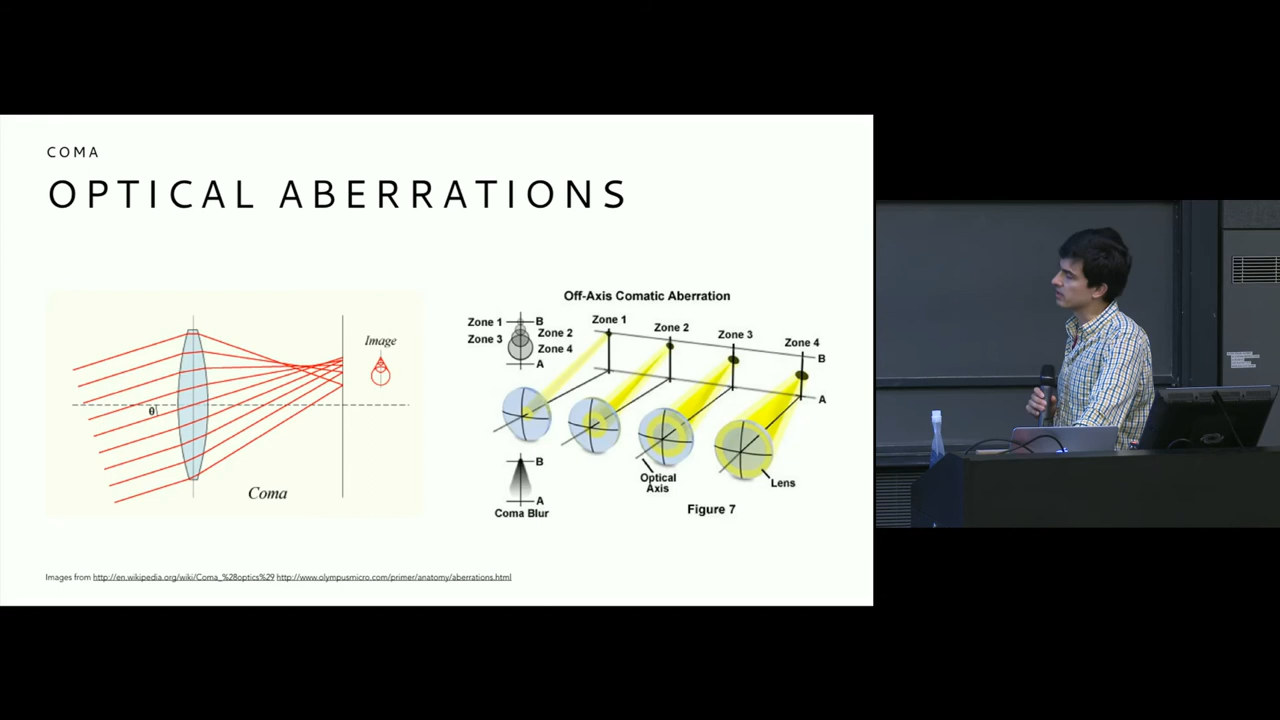 COMA
OPTICAL ABERRATIONS
θ
Image
Coma
Off-Axis Comatic Aberration
Zone 1
B
Zone 2
Zone 3
Zone 4
A
Zone 1
Zone 2
Zone 3
Zone 4
B
A
B
A
Coma Blur
Optical
Axis
Lens
Figure 7
Images from http://en.wikipedia.org/wiki/Coma_%28optics%29 http://www.olympusmicro.com/primer/anatomy/aberrations.html